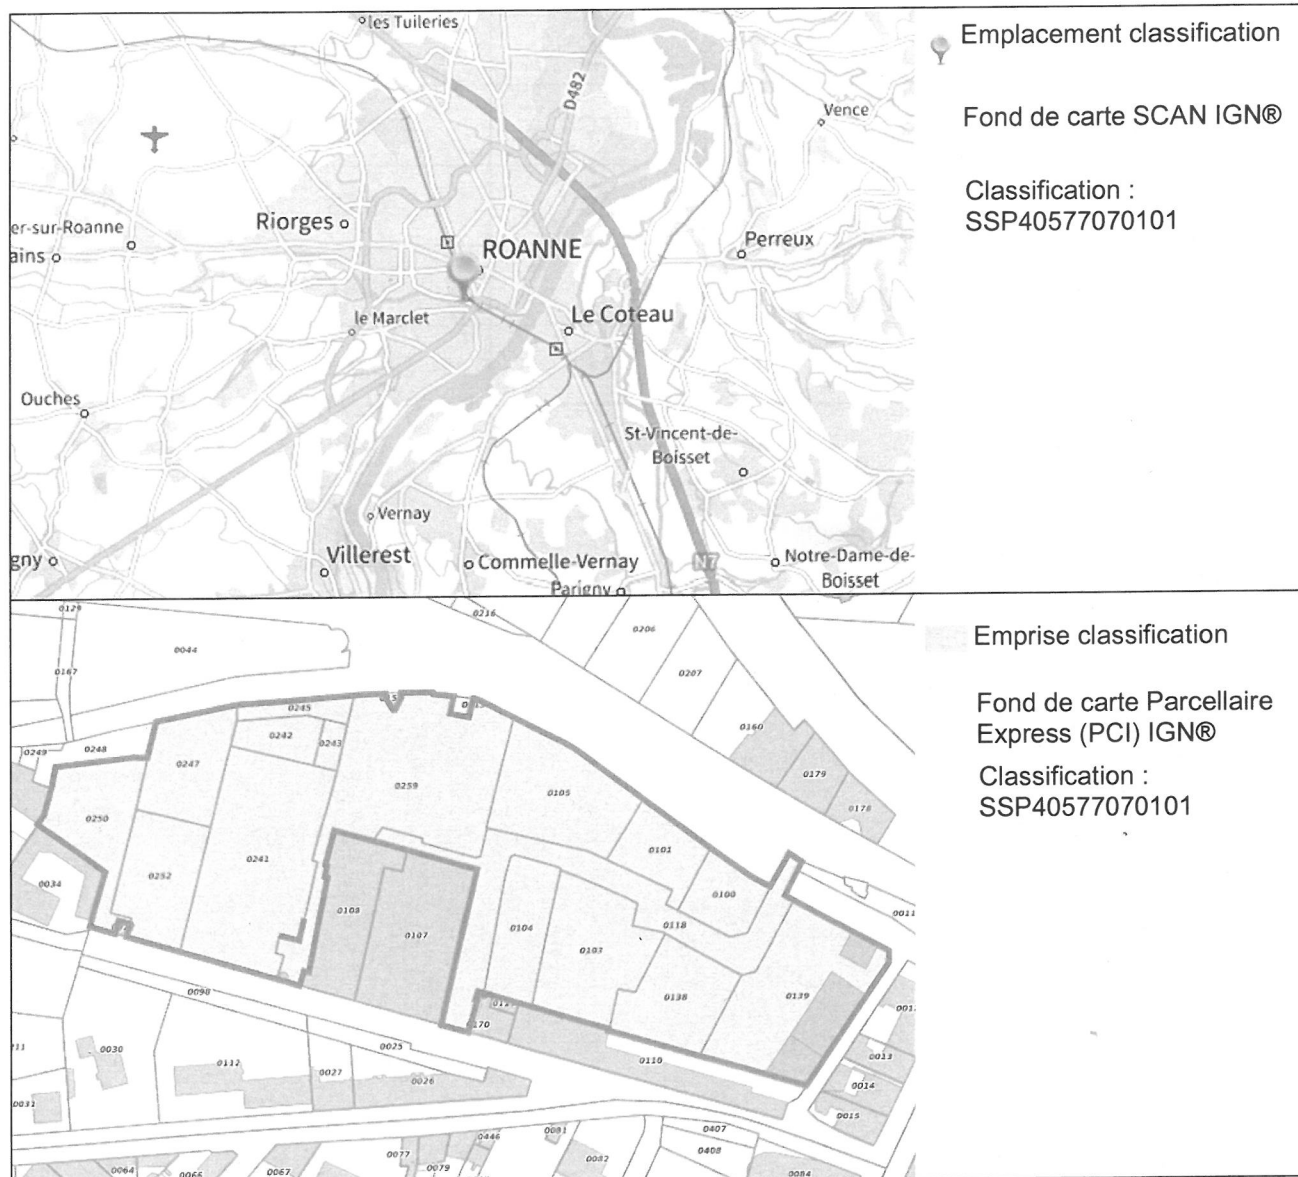 les Tuileries
Emplacement classification
D482
Vence
Fond de carte SCAN IGN®
Classification :
SSP40577070101
Riorges
er-sur-Roanne
ains
ROANNE
Perreux
le Marclet
Le Coteau
Ouches
St-Vincent-de-
Boisset
Vernay
gny
Villerest
Commelle-Vernay
N7
Notre-Dame-de-
Boisset
Parigny
0129
0216
0206
Emprise classification
0044
0167
0207
Fond de carte Parcellaire
Express (PCI) IGN®
0245
0242
0243
0160
0249
0248
0247
0259
0105
0179
0178
Classification :
SSP40577070101
0250
0101
0241
0252
0034
0100
0108
0107
0104
0103
0118
0098
0138
0139
0170
0110
0030
0112
0025
0027
0026
0013
0014
0015
0031
0446
0081
0407
0408
0077
0079
0082
0064
0066
0067
0084